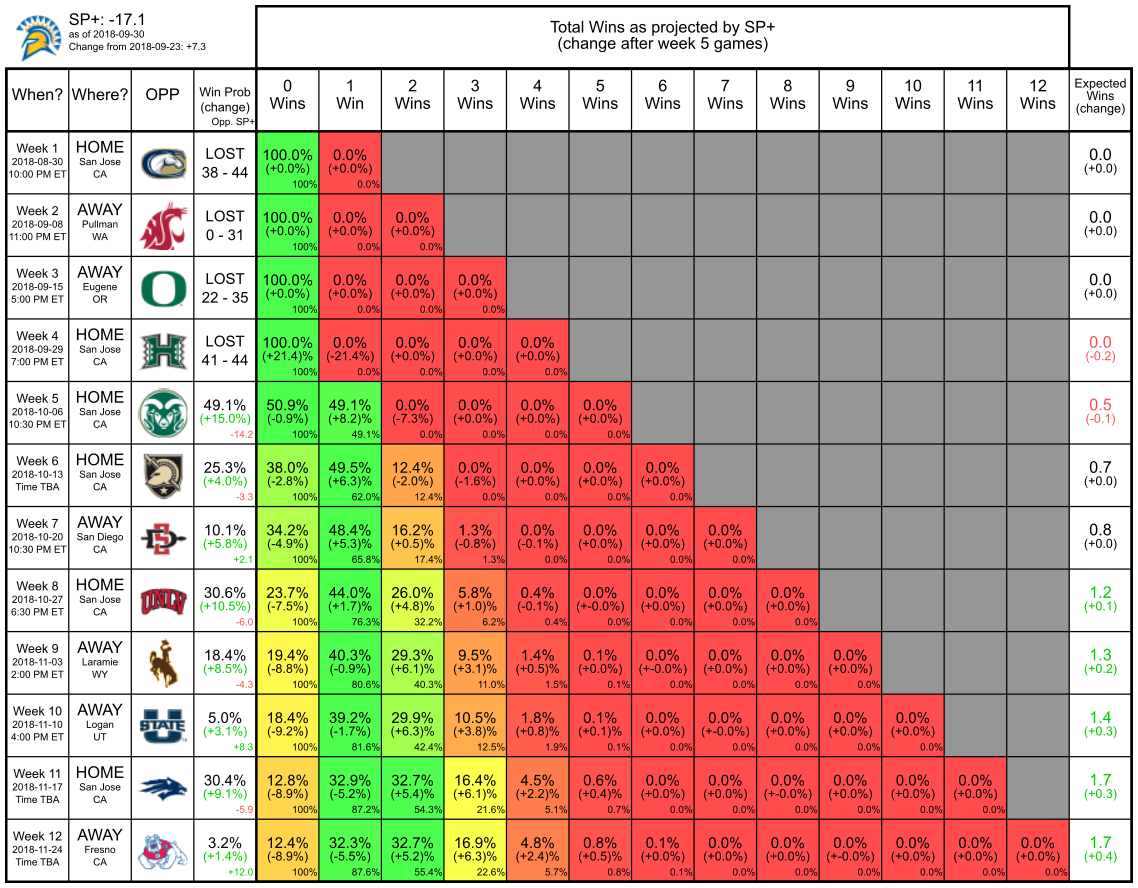 SP+: -17.1
as of 2018-09-30
Change from 2018-09-23: +7.3
Total Wins as projected by SP+
(change after week 5 games)
When? Where? OPP Win Prob (change) Opp. SP+ 0 Wins 1 Win 2 Wins 3 Wins 4 Wins 5 Wins 6 Wins 7 Wins 8 Wins 9 Wins 10 Wins 11 Wins 12 Wins Expected Wins (change)
Week 1 HOME LOST 100.0% 0.0% 0.0
2018-08-30 San Jose (+0.0%) (+0.0%) (+0.0)
10:00 PM ET CA 38 - 44 100% 0.0%
Week 2 AWAY LOST 100.0% 0.0% 0.0% 0.0
2018-09-08 Pullman (+0.0%) (+0.0%) (+0.0%) (+0.0)
11:00 PM ET WA 0 - 31 100% 0.0% 0.0%
Week 3 AWAY LOST 100.0% 0.0% 0.0% 0.0% 0.0
2018-09-15 Eugene (+0.0%) (+0.0%) (+0.0%) (+0.0%) (+0.0)
5:00 PM ET OR 22 - 35 100% 0.0% 0.0% 0.0%
Week 4 HOME LOST 100.0% 0.0% 0.0% 0.0% 0.0% 0.0
2018-09-29 San Jose (+21.4)% (-21.4%) (+0.0%) (+0.0%) (+0.0%) (-0.2)
7:00 PM ET CA 41 - 44 100% 0.0% 0.0% 0.0% 0.0%
Week 5 HOME 49.1% 50.9% 49.1% 0.0% 0.0% 0.0% 0.0% 0.5
2018-10-06 San Jose (+15.0%) (-0.9%) (+8.2)% (-7.3%) (+0.0%) (+0.0%) (+0.0%) (-0.1)
10:30 PM ET CA -14.2 100% 49.1% 0.0% 0.0% 0.0% 0.0%
Week 6 HOME 25.3% 38.0% 49.5% 12.4% 0.0% 0.0% 0.0% 0.0% 0.7
2018-10-13 San Jose (+4.0%) (-2.8%) (+6.3)% (-2.0%) (-1.6%) (+0.0%) (+0.0%) (+0.0%) (+0.0)
Time TBA CA -3.3 100% 62.0% 12.4% 0.0% 0.0% 0.0% 0.0%
Week 7 AWAY 10.1% 34.2% 48.4% 16.2% 1.3% 0.0% 0.0% 0.0% 0.0% 0.8
2018-10-20 San Diego (+5.8%) (-4.9%) (+5.3)% (+0.5)% (-0.8%) (-0.1%) (+0.0%) (+0.0%) (+0.0%) (+0.0)
10:30 PM ET CA +2.1 100% 65.8% 17.4% 1.3% 0.0% 0.0% 0.0% 0.0%
Week 8 HOME UNLV 30.6% 23.7% 44.0% 26.0% 5.8% 0.4% 0.0% 0.0% 0.0% 0.0% 1.2
2018-10-27 San Jose (+10.5%) (-7.5%) (+1.7)% (+4.8)% (+1.0)% (-0.1%) (+-0.0%) (+0.0%) (+0.0%) (+0.0%) (+0.1)
6:30 PM ET CA -6.0 100% 76.3% 32.2% 6.2% 0.4% 0.0% 0.0% 0.0% 0.0%
Week 9 AWAY 18.4% 19.4% 40.3% 29.3% 9.5% 1.4% 0.1% 0.0% 0.0% 0.0% 0.0% 1.3
2018-11-03 Laramie (+8.5%) (-8.8%) (-0.9%) (+6.1)% (+3.1)% (+0.5)% (+0.0%) (+-0.0%) (+0.0%) (+0.0%) (+0.0%) (+0.2)
2:00 PM ET WY -4.3 100% 80.6% 40.3% 11.0% 1.5% 0.1% 0.0% 0.0% 0.0% 0.0%
Week 10 AWAY STATE 5.0% 18.4% 39.2% 29.9% 10.5% 1.8% 0.1% 0.0% 0.0% 0.0% 0.0% 0.0% 1.4
2018-11-10 Logan (+3.1%) (-9.2%) (-1.7%) (+6.3)% (+3.8)% (+0.8)% (+0.1)% (+0.0%) (+-0.0%) (+0.0%) (+0.0%) (+0.0%) (+0.3)
4:00 PM ET UT +8.3 100% 81.6% 42.4% 12.5% 1.9% 0.1% 0.0% 0.0% 0.0% 0.0% 0.0%
Week 11 HOME 30.4% 12.8% 32.9% 32.7% 16.4% 4.5% 0.6% 0.0% 0.0% 0.0% 0.0% 0.0% 0.0% 1.7
2018-11-17 San Jose (+9.1%) (-8.9%) (-5.2%) (+5.4)% (+6.1)% (+2.2)% (+0.4)% (+0.0%) (+0.0%) (+-0.0%) (+0.0%) (+0.0%) (+0.0%) (+0.3)
Time TBA CA -5.9 100% 87.2% 54.3% 21.6% 5.1% 0.7% 0.0% 0.0% 0.0% 0.0% 0.0% 0.0%
Week 12 AWAY 3.2% 12.4% 32.3% 32.7% 16.9% 4.8% 0.8% 0.1% 0.0% 0.0% 0.0% 0.0% 0.0% 0.0% 1.7
2018-11-24 Fresno (+1.4%) (-8.9%) (-5.5%) (+5.2)% (+6.3)% (+2.4)% (+0.5)% (+0.0%) (+0.0%) (+0.0%) (+-0.0%) (+0.0%) (+0.0%) (+0.0%) (+0.4)
Time TBA CA +12.0 100% 87.6% 55.4% 22.6% 5.7% 0.8% 0.1% 0.0% 0.0% 0.0% 0.0% 0.0% 0.0%